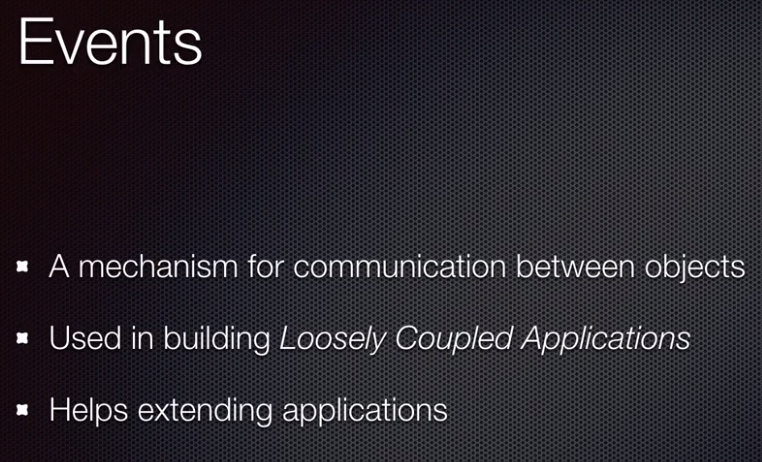 Events
A mechanism for communication between objects
Used in building Loosely Coupled Applications
Helps extending applications